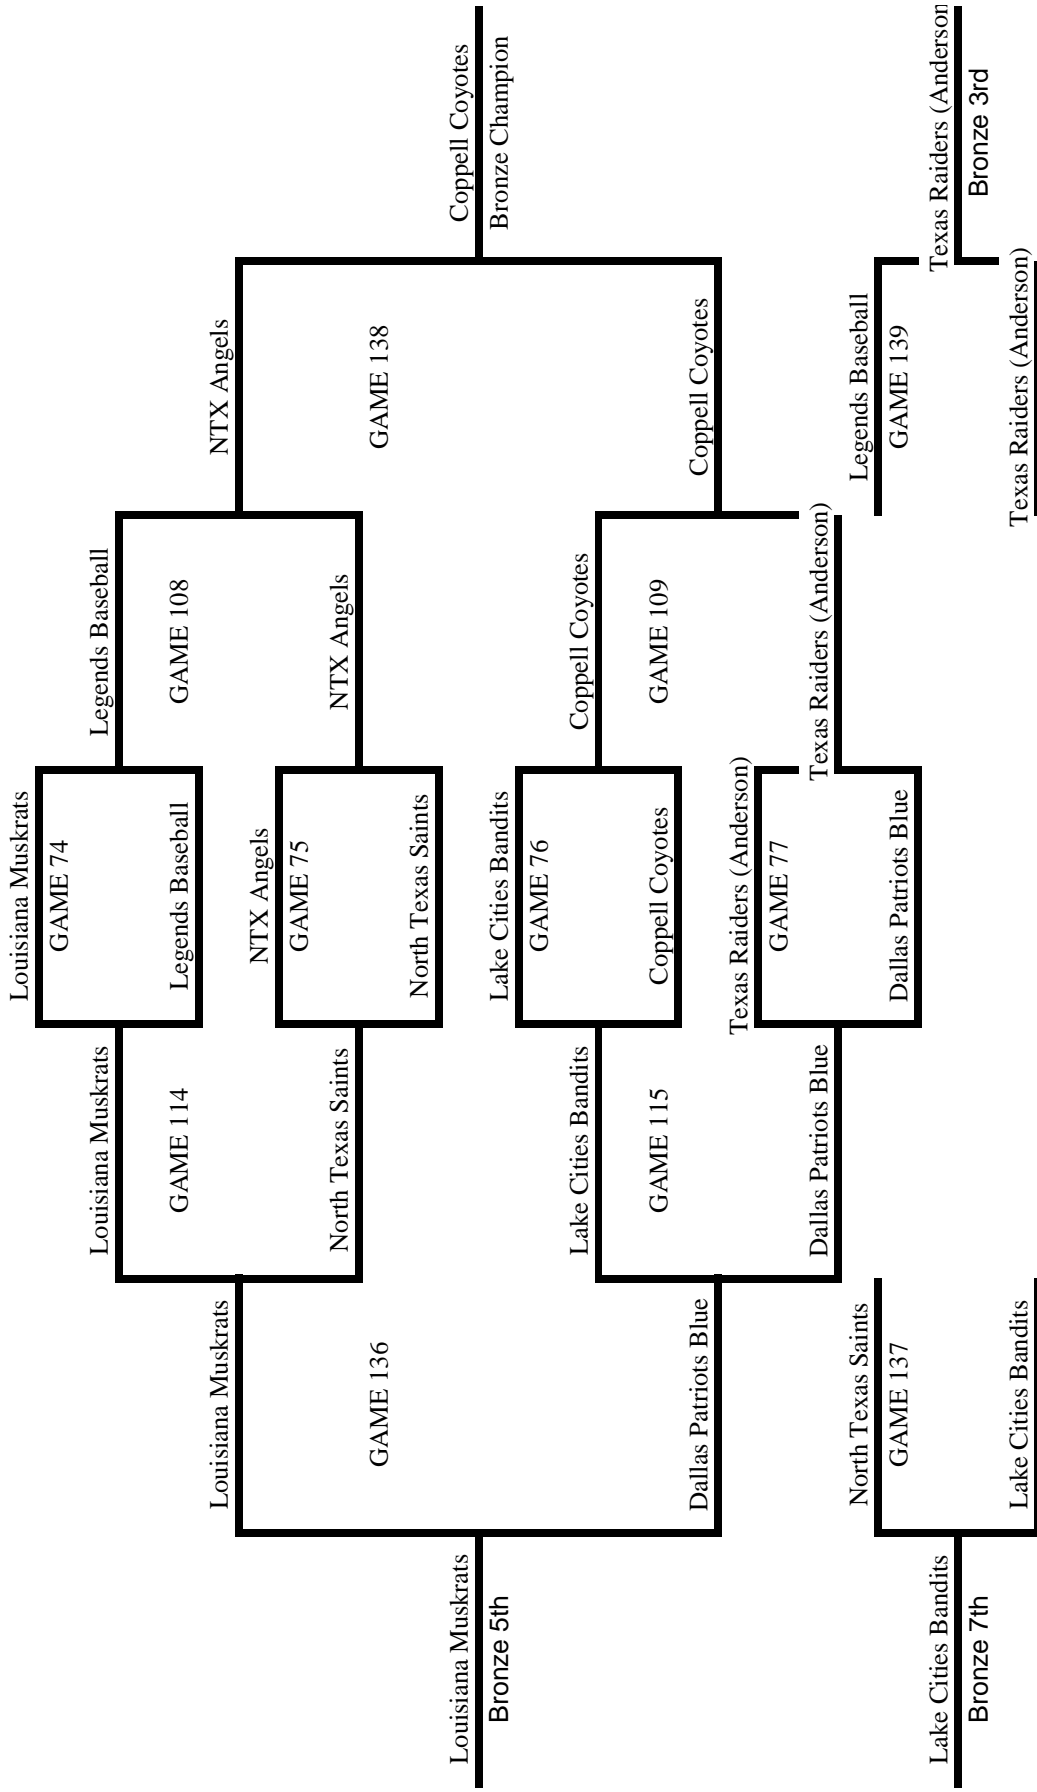 Louisiana Muskrats
GAME 74
Legends Baseball
NTX Angels
GAME 75
North Texas Saints
Lake Cities Bandits
GAME 76
Coppell Coyotes
Texas Raiders (Anderson)
GAME 77
Dallas Patriots Blue
Legends Baseball
GAME 108
NTX Angels
Coppell Coyotes
GAME 109
Texas Raiders (Anderson)
NTX Angels
GAME 138
Coppell Coyotes
Coppell Coyotes
Bronze Champion
Legends Baseball
GAME 139
Texas Raiders (Anderson)
Texas Raiders (Anderson
Bronze 3rd
Louisiana Muskrats
GAME 114
North Texas Saints
Lake Cities Bandits
GAME 115
Dallas Patriots Blue
Louisiana Muskrats
GAME 136
Dallas Patriots Blue
Louisiana Muskrats
Bronze 5th
North Texas Saints
GAME 137
Lake Cities Bandits
Lake Cities Bandits
Bronze 7th